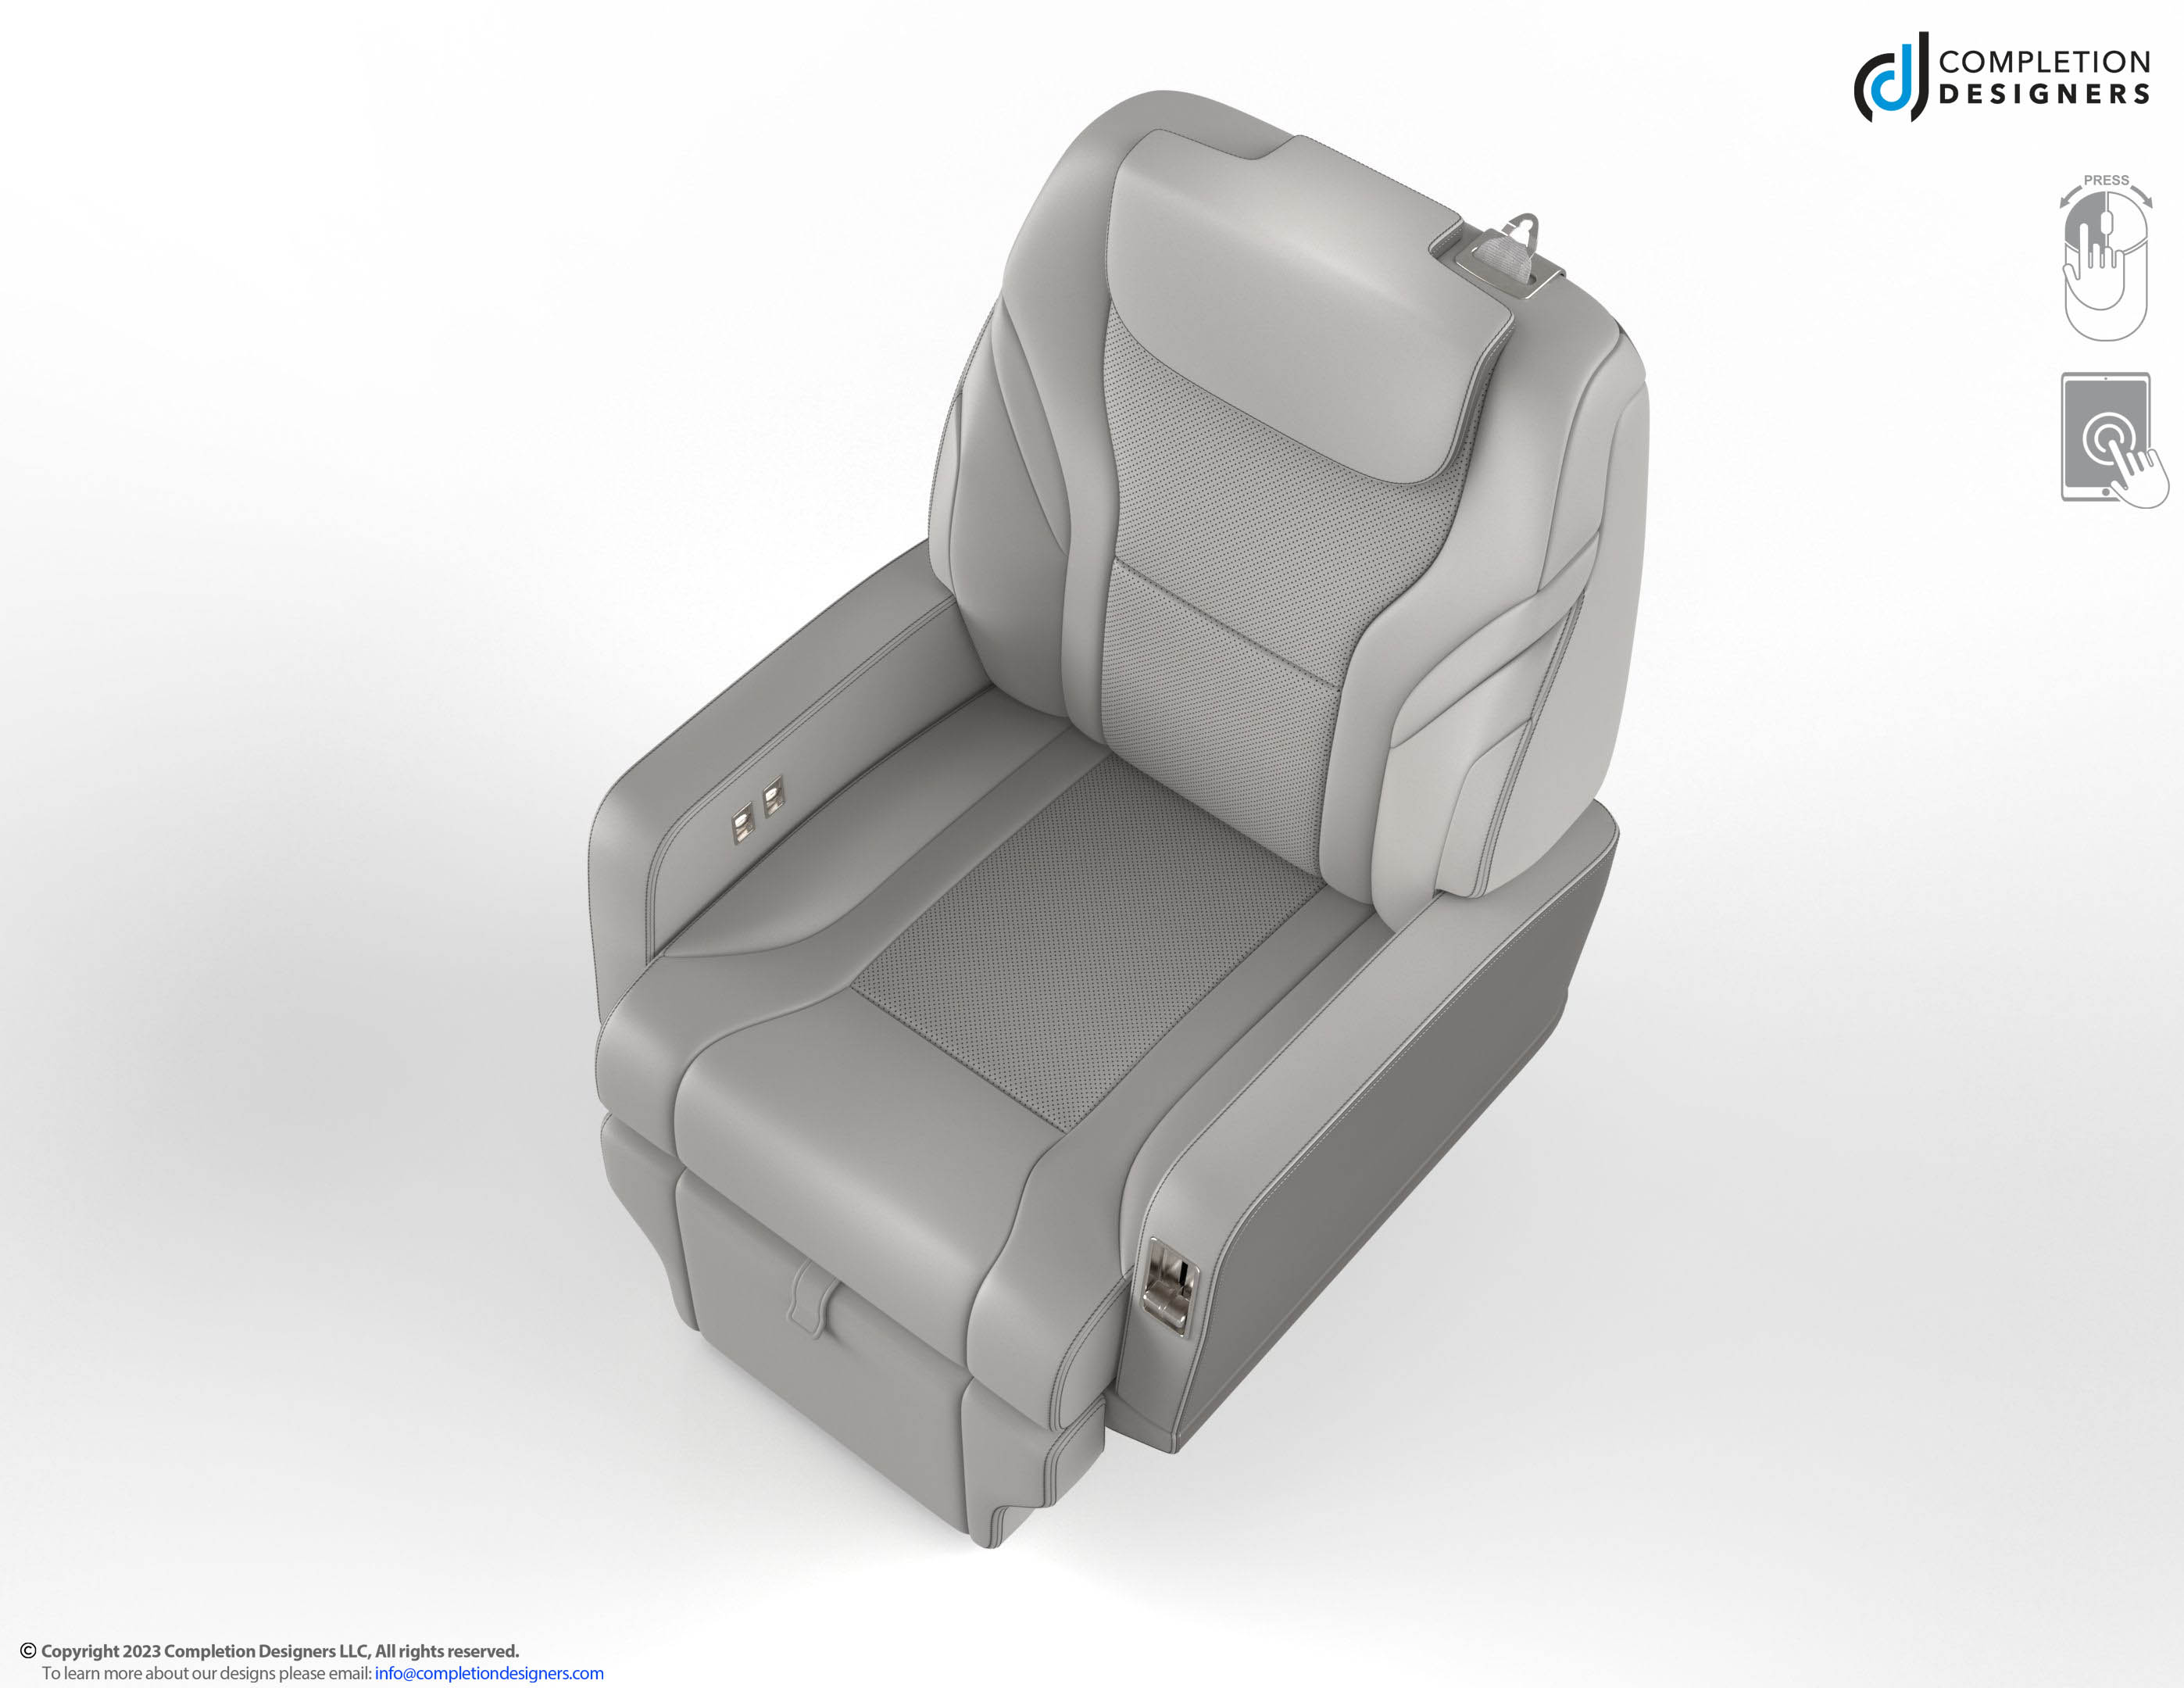 COMPLETION
DESIGNERS
PRESS
© Copyright 2023 Completion Designers LLC, All rights reserved.
To learn more about our designs please email: info@completiondesigners.com